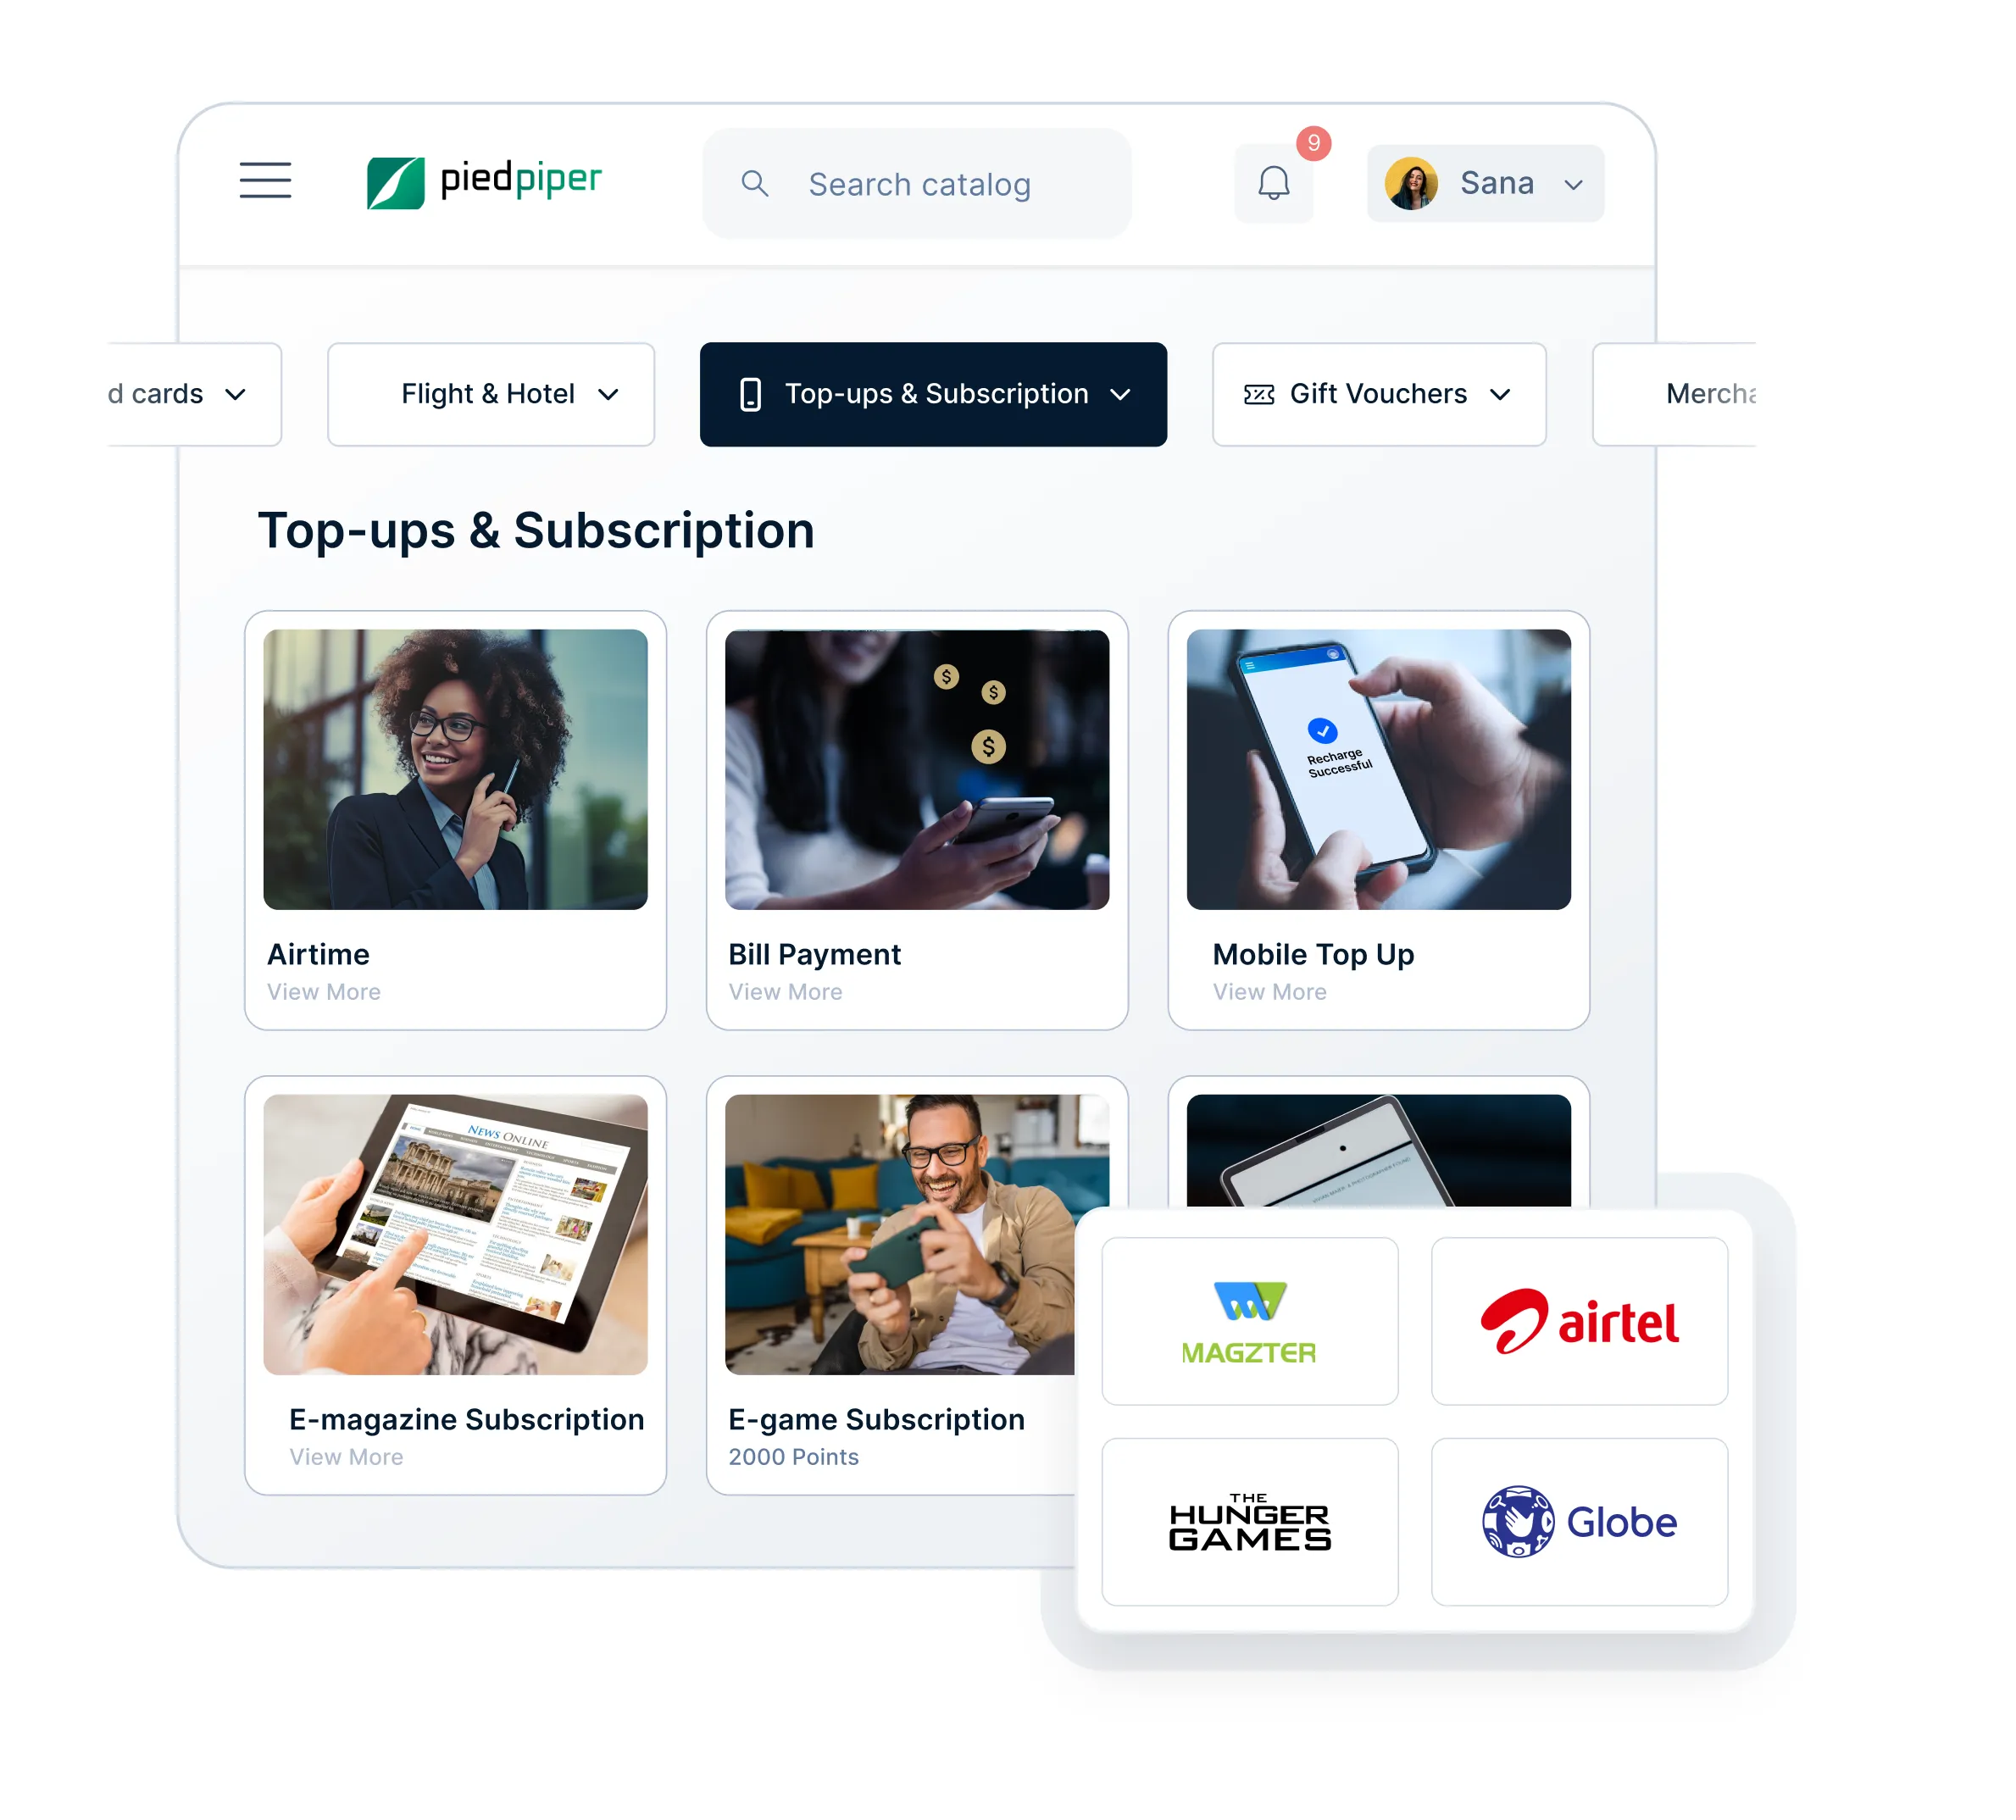 piedpiper
Search catalog
9
Sana
d cards
Flight & Hotel
Top-ups & Subscription
Gift Vouchers
Mercha
Top-ups & Subscription
$
$
$
Recharge
Successful
Airtime
View More
Bill Payment
View More
Mobile Top Up
View More
NEWS ONLINE
E-magazine Subscription
View More
E-game Subscription
2000 Points
MAGZTER
airtel
THE
HUNGER
GAMES
Globe